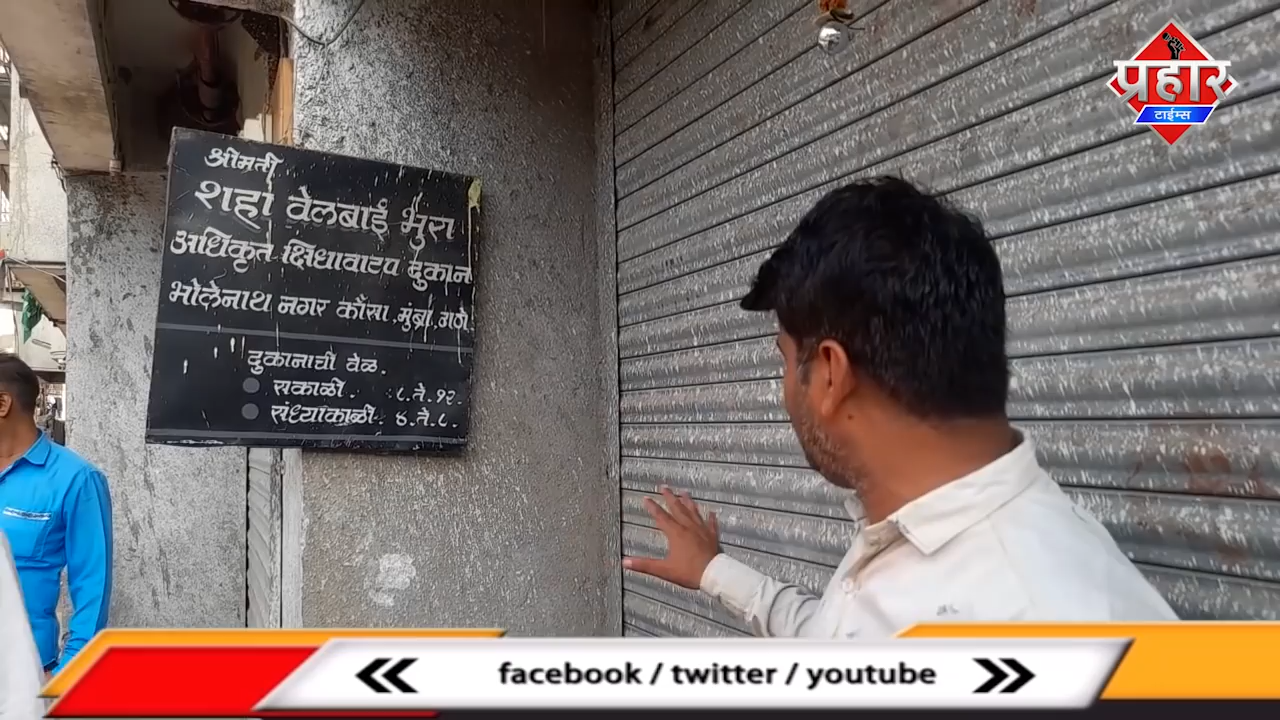 श्रीमती
शहा वेलबाई भुरा
अधिकृत शिधावाटप दुकान
भोलेनाथ नगर कौसा. मुंब्रा, ठाणे.
दुकानाची वेळ.
सकाळी. ८. ते. १२.
संध्याकाळी. ४. ते. ८.
प्रहार
टाईम्स
facebook / twitter / youtube